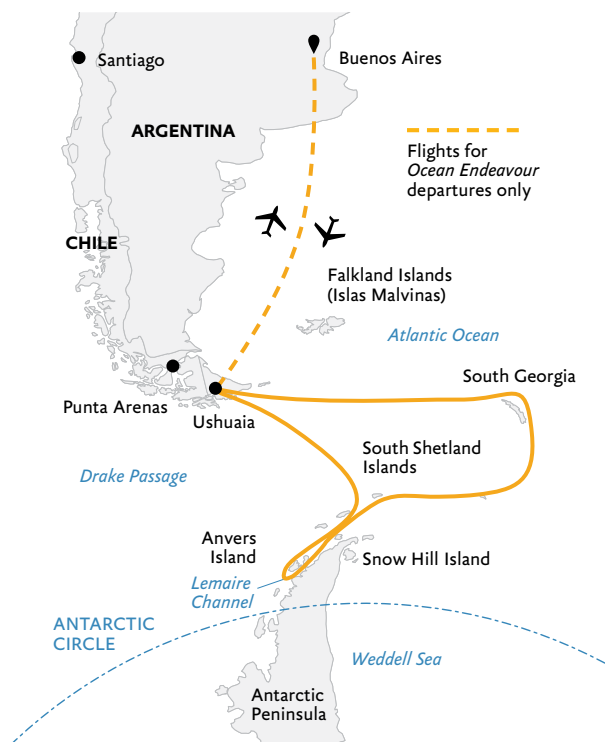 Santiago
Buenos Aires
ARGENTINA
Flights for
Ocean Endeavour
departures only
CHILE
Falkland Islands
(Islas Malvinas)
Atlantic Ocean
South Georgia
Punta Arenas
Ushuaia
South Shetland
Islands
Drake Passage
Anvers
Island
Snow Hill Island
Lemaire
Channel
ANTARCTIC
CIRCLE
Weddell Sea
Antarctic
Peninsula